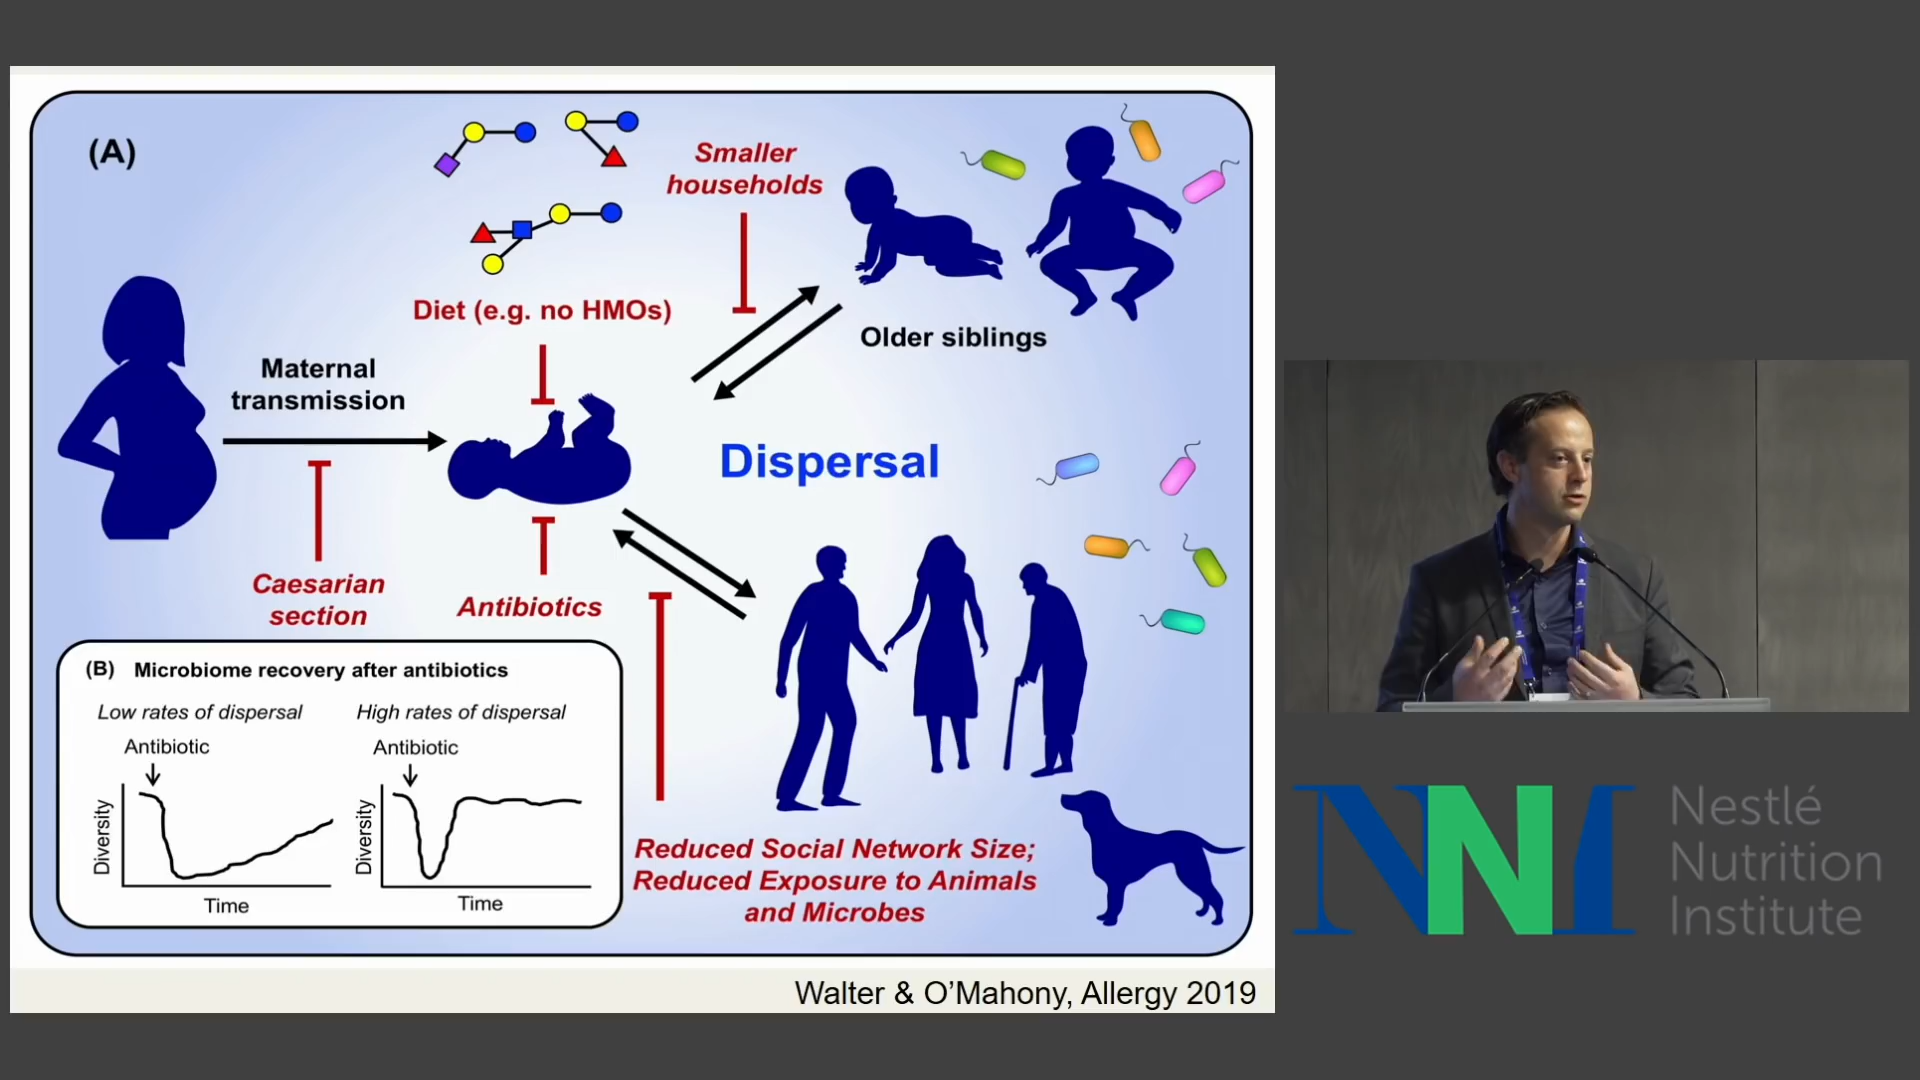 (A)
Smaller
households
Diet (e.g. no HMOs)
Older siblings
Maternal
transmission
Dispersal
Caesarian
section
Antibiotics
(B) Microbiome recovery after antibiotics
Low rates of dispersal
High rates of dispersal
Antibiotic
Antibiotic
Diversity
Diversity
Time
Time
Reduced Social Network Size;
Reduced Exposure to Animals
and Microbes
Walter & O’Mahony, Allergy 2019
NNI
Nestlé
Nutrition
Institute